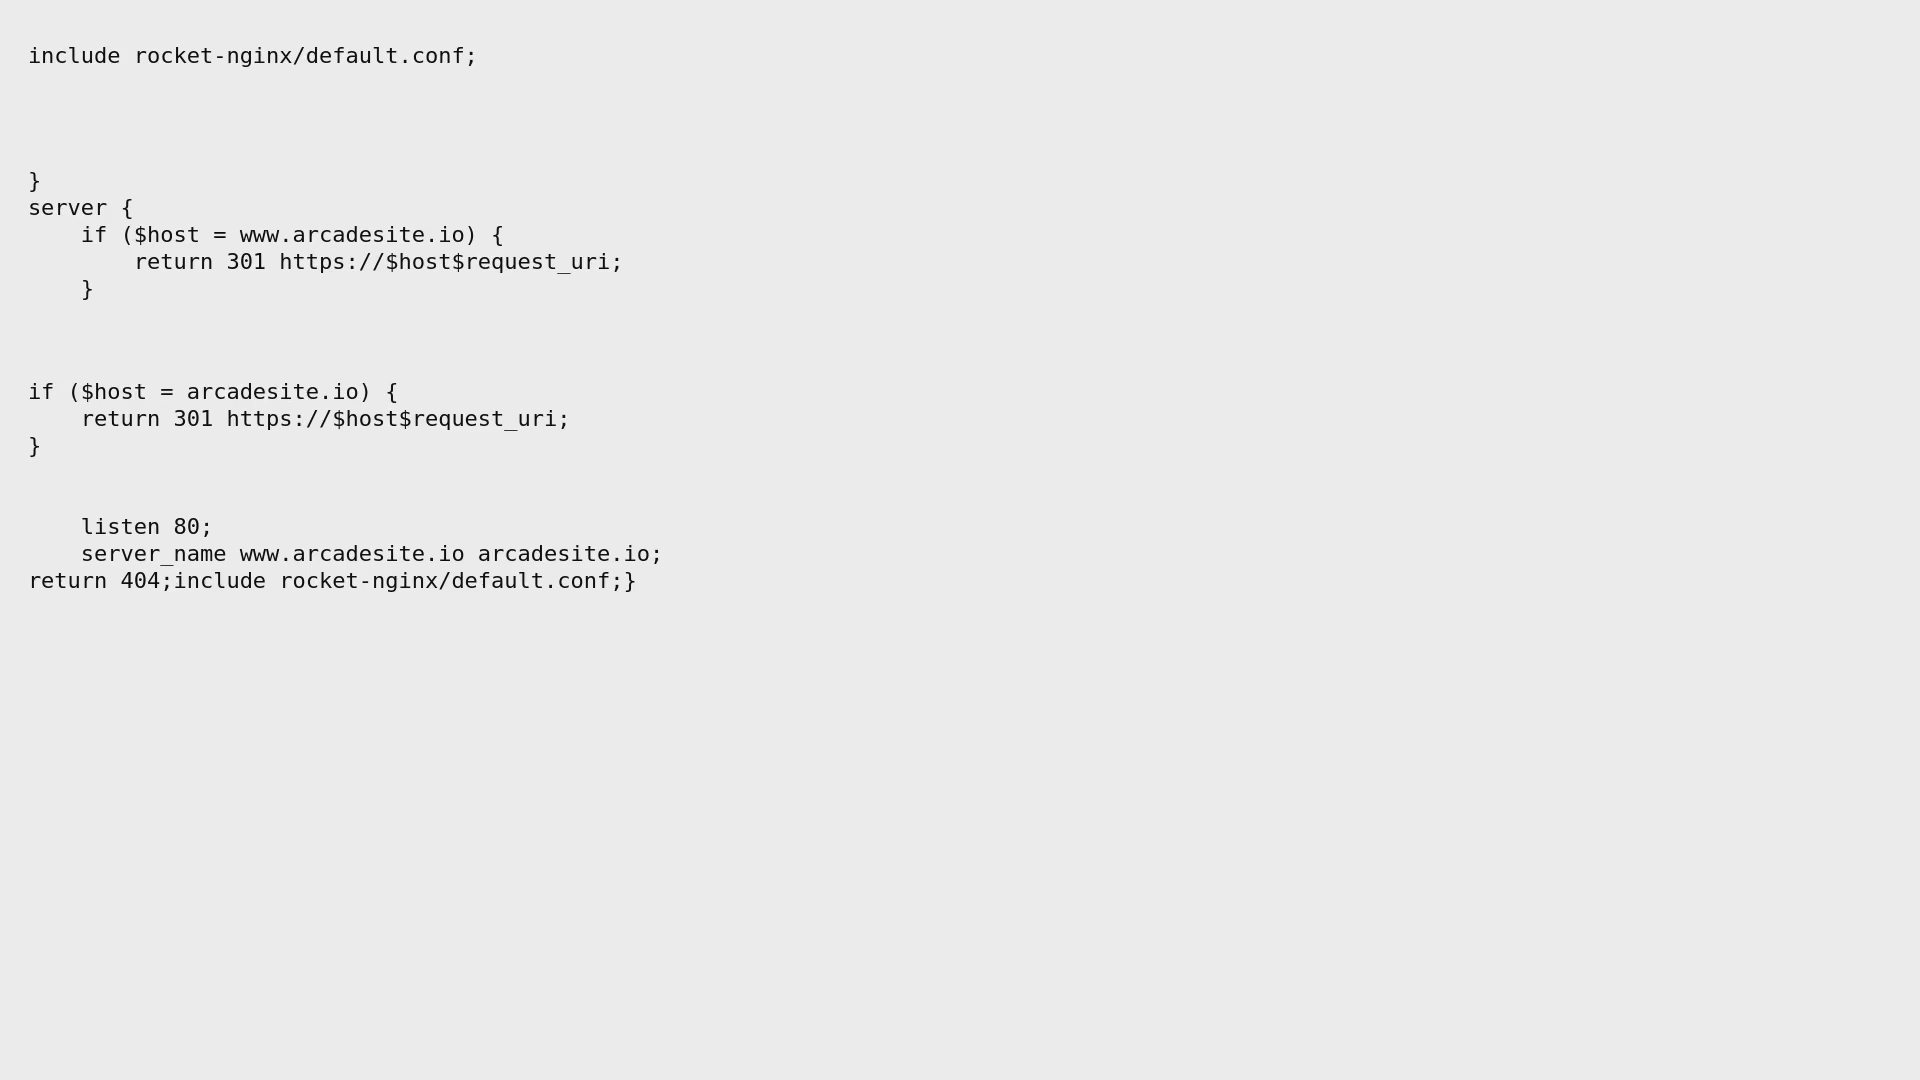 include rocket-nginx/default.conf;
}
server {
    if ($host = www.arcadesite.io) {
        return 301 https://$host$request_uri;
    }
if ($host = arcadesite.io) {
    return 301 https://$host$request_uri;
}
    listen 80;
    server_name www.arcadesite.io arcadesite.io;
return 404;include rocket-nginx/default.conf;}